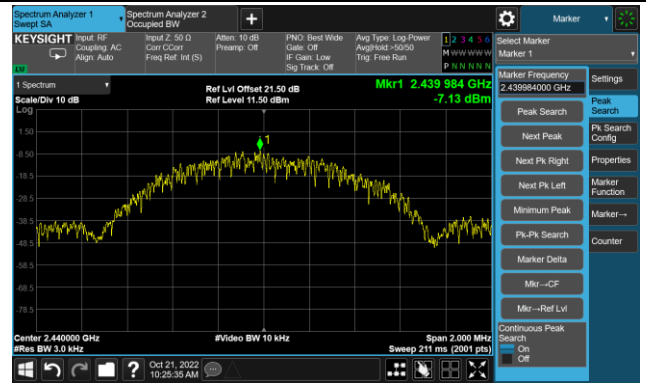 Spectrum Analyzer 1
Swept SA
Spectrum Analyzer 2
Occupied BW
+
Marker
KEYSIGHT
Input: RF
Coupling: AC
Align: Auto
Input Z: 50 Ω
Corr CCorr
Freq Ref: Int (S)
Atten: 10 dB
Preamp: Off
PNO: Best Wide
Gate: Off
IF Gain: Low
Sig Track: Off
Avg Type: Log-Power
Avg|Hold:>50/50
Trig: Free Run
1 2 3 4 5 6
M W W W W W
P N N N N N
Select Marker
Marker 1
1 Spectrum
Scale/Div 10 dB
Log
Ref Lvl Offset 21.50 dB
Ref Level 11.50 dBm
Mkr1 2.439 984 GHz
-7.13 dBm
1
1.50
-8.50
-18.5
-28.5
-38.5
-48.5
-58.5
-68.5
-78.5
Center 2.440000 GHz
#Res BW 3.0 kHz
#Video BW 10 kHz
Span 2.000 MHz
Sweep 211 ms (2001 pts)
Marker Frequency
2.439984000 GHz
Peak Search
Next Peak
Next Pk Right
Next Pk Left
Minimum Peak
Pk-Pk Search
Marker Delta
Mkr→CF
Mkr→Ref Lvl
Continuous Peak
Search
On
Off
Settings
Peak
Search
Pk Search
Config
Properties
Marker
Function
Marker→
Counter
?
Oct 21, 2022
10:25:35 AM